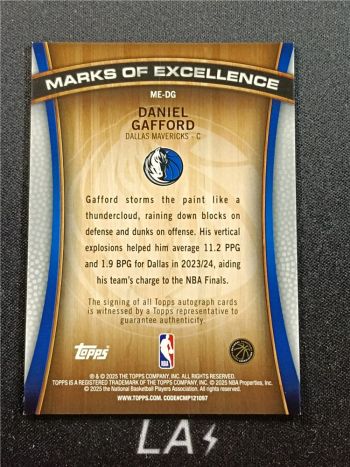 MARKS OF EXCELLENCE
ME-DG
DANIEL
GAFFORD
DALLAS MAVERICKS - C
Gafford storms the paint like a
thundercloud, raining down blocks on
defense and dunks on offense. His vertical
explosions helped him average 11.2 PPG
and 1.9 BPG for Dallas in 2023/24, aiding
his team's charge to the NBA Finals.
The signing of all Topps autograph cards
is witnessed by a Topps representative to
guarantee authenticity.
Topps
NBA
® & © 2025 THE TOPPS COMPANY, INC. ALL RIGHTS RESERVED.
TOPPS IS A REGISTERED TRADEMARK OF THE TOPPS COMPANY, INC. © 2025 NBA Properties, Inc.
© 2025 National Basketball Players Association. All rights reserved.
WWW.TOPPS.COM. CODE#CMP121097
LA